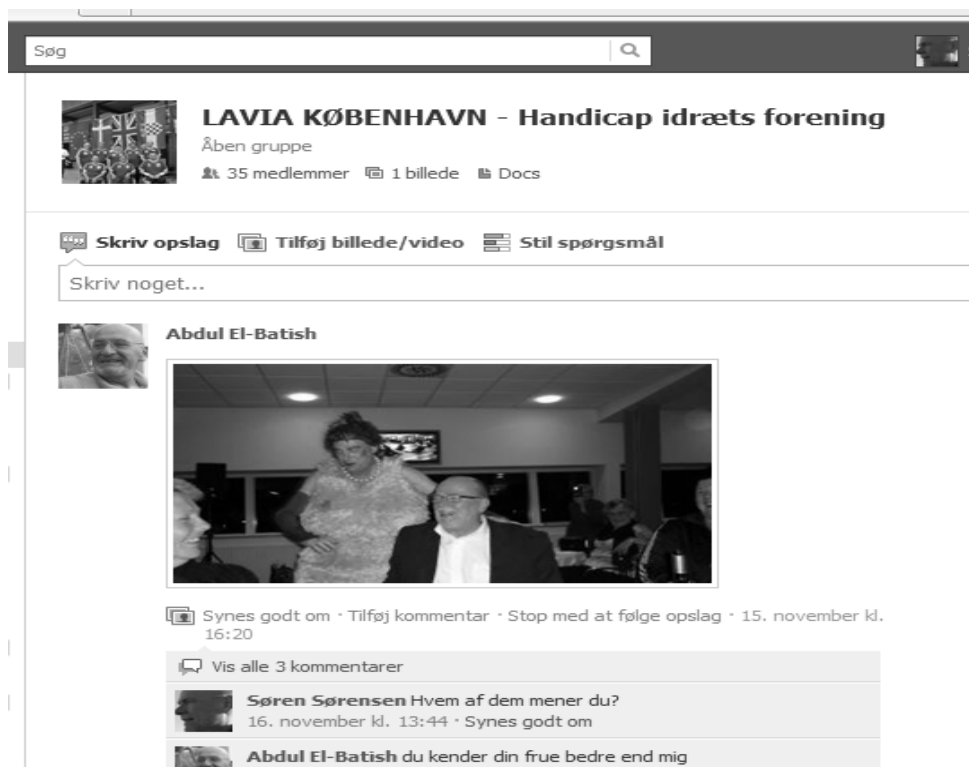 Søg
LAVIA KØBENHAVN - Handicap idræts forening
Åben gruppe
35 medlemmer 1 billede Docs
Skriv opslag Tilføj billede/video Stil spørgsmål
Skriv noget...
Abdul El-Batish
Synes godt om · Tilføj kommentar · Stop med at følge opslag · 15. november kl.
16:20
Vis alle 3 kommentarer
Søren Sørensen Hvem af dem mener du?
16. november kl. 13:44 · Synes godt om
Abdul El-Batish du kender din frue bedre end mig